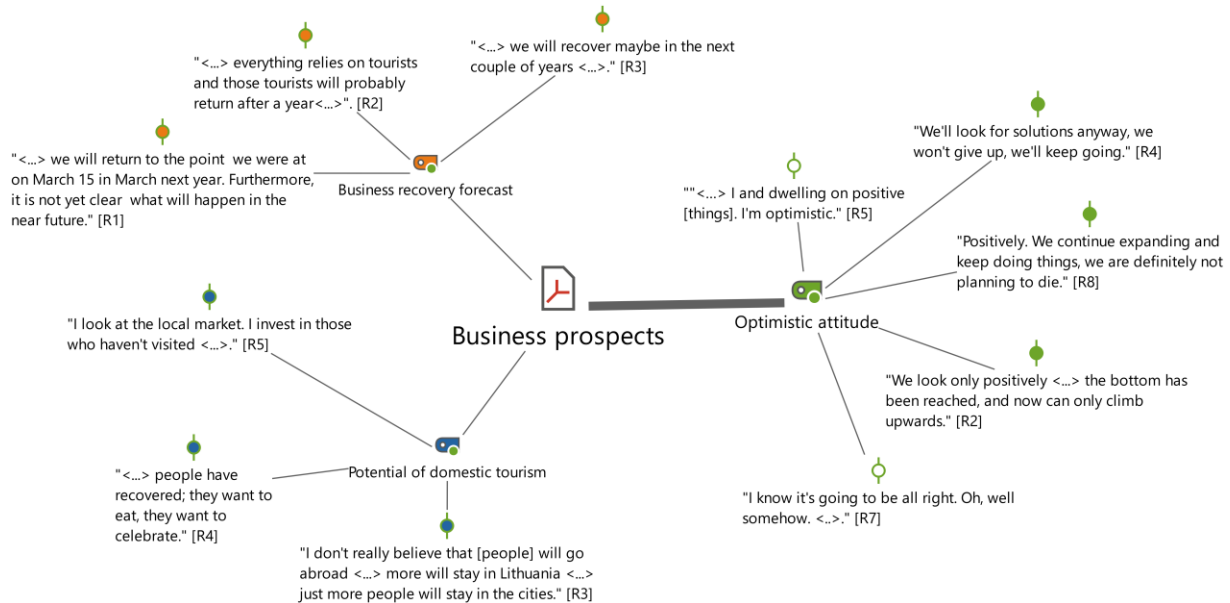 "<...> everything relies on tourists
and those tourists will probably
return after a year<...>". [R2]
"<...> we will recover maybe in the next
couple of years <...>." [R3]
"<...> we will return to the point  we were at
on March 15 in March next year. Furthermore,
it is not yet clear  what will happen in the
near future." [R1]
Business recovery forecast
"We'll look for solutions anyway, we
won't give up, we'll keep going." [R4]
""<...> I and dwelling on positive
[things]. I'm optimistic." [R5]
"Positively. We continue expanding and
keep doing things, we are definitely not
planning to die." [R8]
Business prospects
Optimistic attitude
"I look at the local market. I invest in those
who haven't visited <...>." [R5]
"We look only positively <...> the bottom has
been reached, and now can only climb
upwards." [R2]
Potential of domestic tourism
"<...> people have
recovered; they want to
eat, they want to
celebrate." [R4]
"I know it's going to be all right. Oh, well
somehow. <..>." [R7]
"I don't really believe that [people] will go
abroad <...> more will stay in Lithuania <...>
just more people will stay in the cities." [R3]